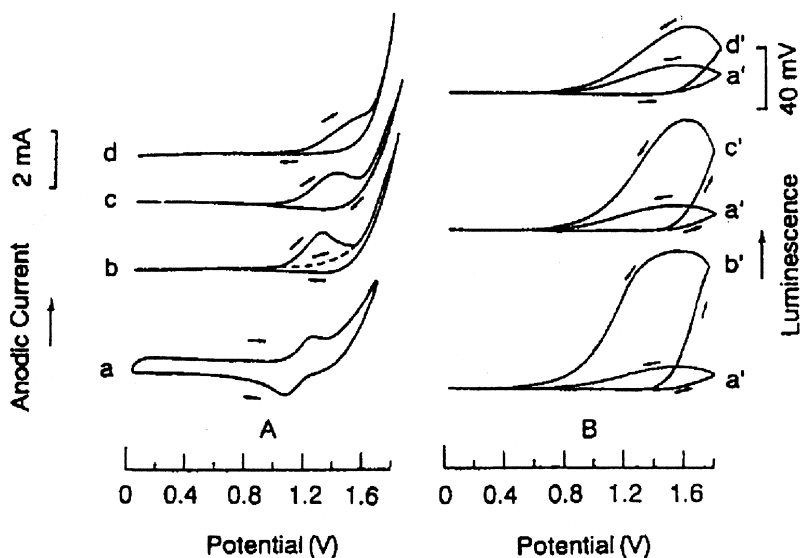 d
c
b
a
2 mA
Anodic Current
A
0 0.4 0.8 1.2 1.6
Potential (V)
d'
a'
c'
a'
b'
a'
40 mV
Luminescence
B
0 0.4 0.8 1.2 1.6
Potential (V)